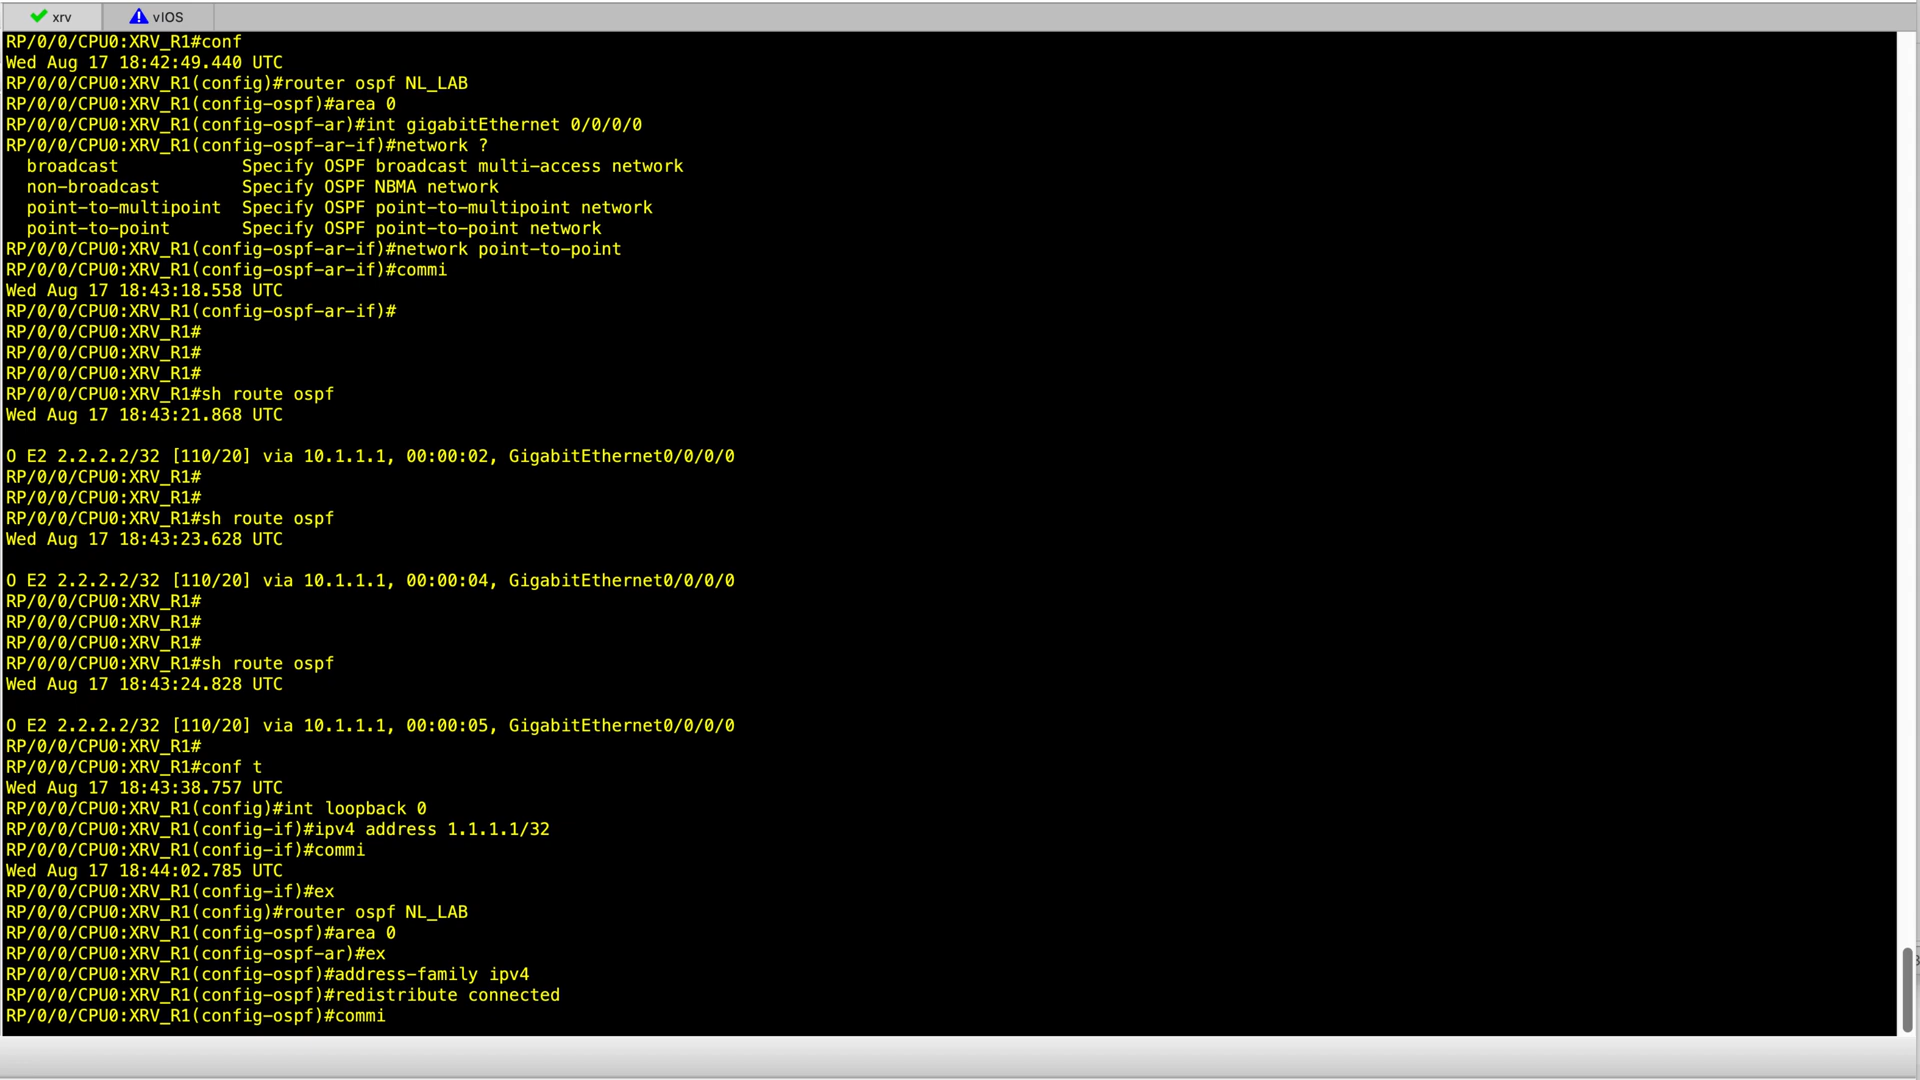 xrv
vIOS
RP/0/0/CPU0:XRV_R1#conf
Wed Aug 17 18:42:49.440 UTC
RP/0/0/CPU0:XRV_R1(config)#router ospf NL_LAB
RP/0/0/CPU0:XRV_R1(config-ospf)#area 0
RP/0/0/CPU0:XRV_R1(config-ospf-ar)#int gigabitEthernet 0/0/0/0
RP/0/0/CPU0:XRV_R1(config-ospf-ar-if)#network ?
  broadcast            Specify OSPF broadcast multi-access network
  non-broadcast        Specify OSPF NBMA network
  point-to-multipoint  Specify OSPF point-to-multipoint network
  point-to-point       Specify OSPF point-to-point network
RP/0/0/CPU0:XRV_R1(config-ospf-ar-if)#network point-to-point
RP/0/0/CPU0:XRV_R1(config-ospf-ar-if)#commi
Wed Aug 17 18:43:18.558 UTC
RP/0/0/CPU0:XRV_R1(config-ospf-ar-if)#
RP/0/0/CPU0:XRV_R1#
RP/0/0/CPU0:XRV_R1#
RP/0/0/CPU0:XRV_R1#
RP/0/0/CPU0:XRV_R1#sh route ospf
Wed Aug 17 18:43:21.868 UTC
O E2 2.2.2.2/32 [110/20] via 10.1.1.1, 00:00:02, GigabitEthernet0/0/0/0
RP/0/0/CPU0:XRV_R1#
RP/0/0/CPU0:XRV_R1#
RP/0/0/CPU0:XRV_R1#sh route ospf
Wed Aug 17 18:43:23.628 UTC
O E2 2.2.2.2/32 [110/20] via 10.1.1.1, 00:00:04, GigabitEthernet0/0/0/0
RP/0/0/CPU0:XRV_R1#
RP/0/0/CPU0:XRV_R1#
RP/0/0/CPU0:XRV_R1#
RP/0/0/CPU0:XRV_R1#sh route ospf
Wed Aug 17 18:43:24.828 UTC
O E2 2.2.2.2/32 [110/20] via 10.1.1.1, 00:00:05, GigabitEthernet0/0/0/0
RP/0/0/CPU0:XRV_R1#
RP/0/0/CPU0:XRV_R1#conf t
Wed Aug 17 18:43:38.757 UTC
RP/0/0/CPU0:XRV_R1(config)#int loopback 0
RP/0/0/CPU0:XRV_R1(config-if)#ipv4 address 1.1.1.1/32
RP/0/0/CPU0:XRV_R1(config-if)#commi
Wed Aug 17 18:44:02.785 UTC
RP/0/0/CPU0:XRV_R1(config-if)#ex
RP/0/0/CPU0:XRV_R1(config)#router ospf NL_LAB
RP/0/0/CPU0:XRV_R1(config-ospf)#area 0
RP/0/0/CPU0:XRV_R1(config-ospf-ar)#ex
RP/0/0/CPU0:XRV_R1(config-ospf)#address-family ipv4
RP/0/0/CPU0:XRV_R1(config-ospf)#redistribute connected
RP/0/0/CPU0:XRV_R1(config-ospf)#commi